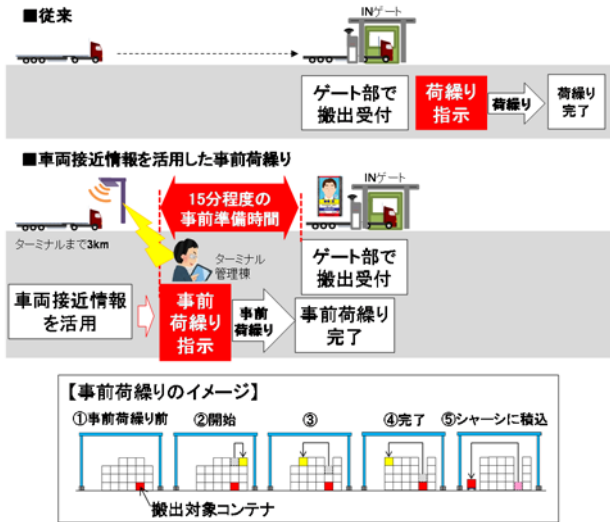 ■従来
INゲート
ゲート部で
搬出受付
荷繰り
指示
荷繰り
荷繰り
完了
■車両接近情報を活用した事前荷繰り
15分程度の
事前準備時間
INゲート
ターミナルまで3km
ターミナル
管理棟
ゲート部で
搬出受付
車両接近情報
を活用
事前
荷繰り
指示
事前
荷繰り
事前荷繰り
完了
【事前荷繰りのイメージ】
①事前荷繰り前
②開始
③
④完了
⑤シャーシに積込
搬出対象コンテナ